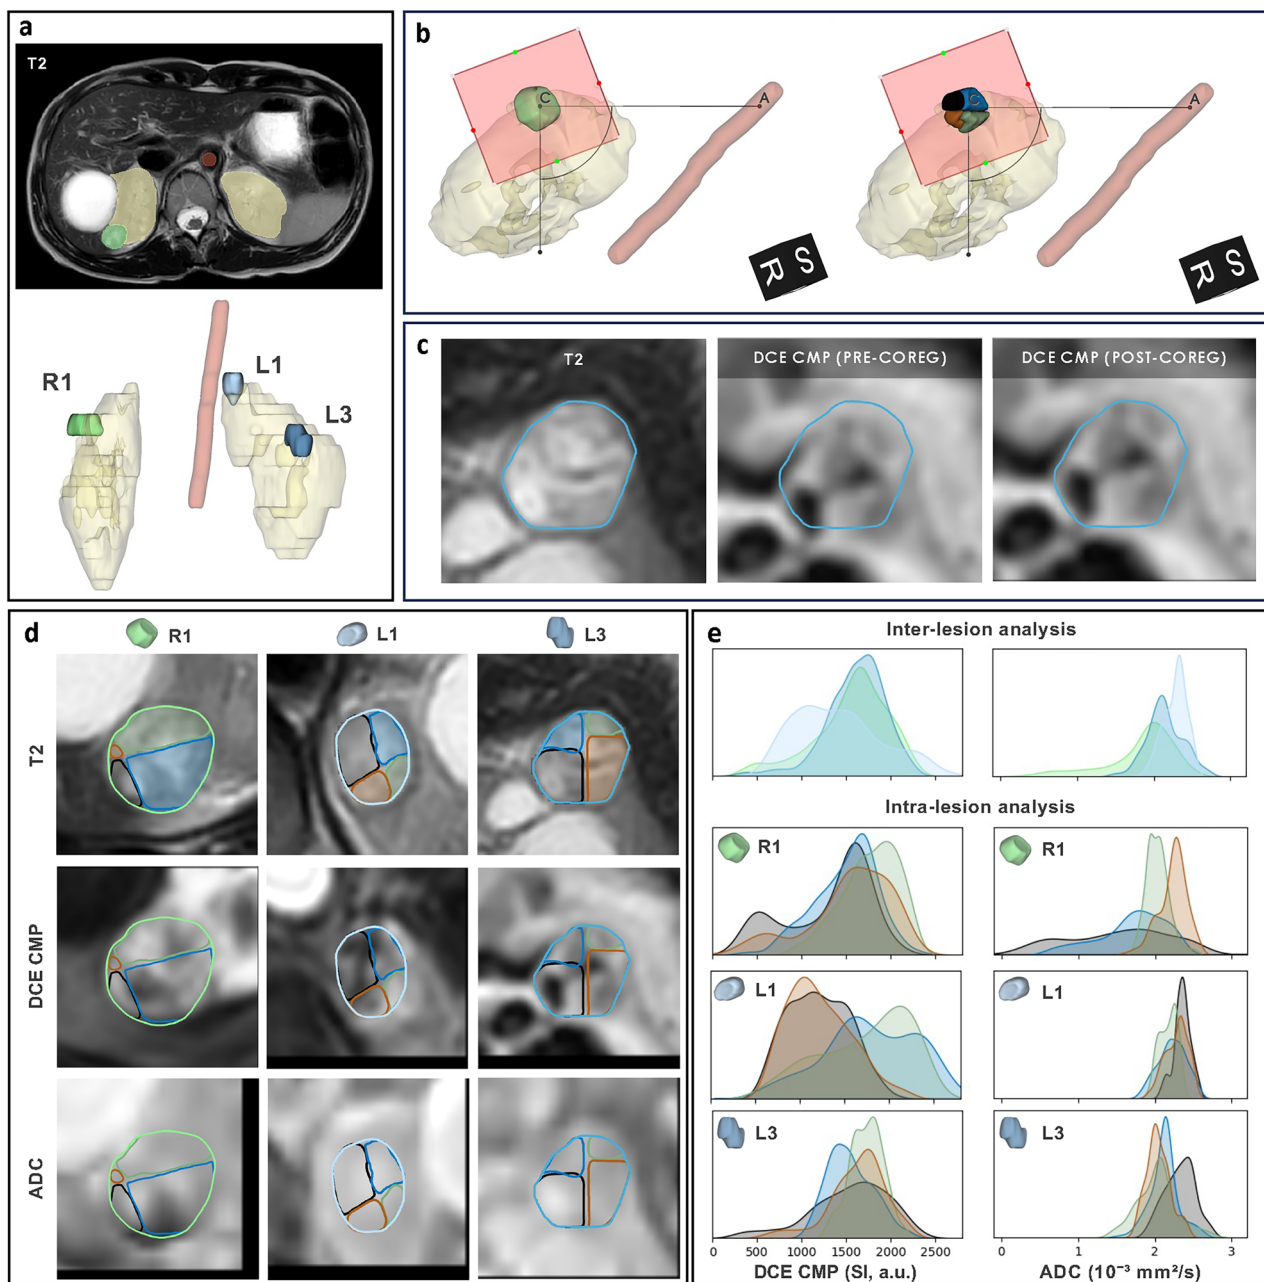 a
T2
R1
L1
L3
b
C
A
C
A
S
R
S
R
c
T2
DCE CMP (PRE-COREG)
DCE CMP (POST-COREG)
d
R1
L1
L3
T2
DCE CMP
ADC
e
Inter-lesion analysis
Intra-lesion analysis
R1
R1
L1
L1
L3
L3
0 500 1000 1500 2000 2500
0 1 2 3
DCE CMP (SI, a.u.)
ADC (10⁻³ mm²/s)